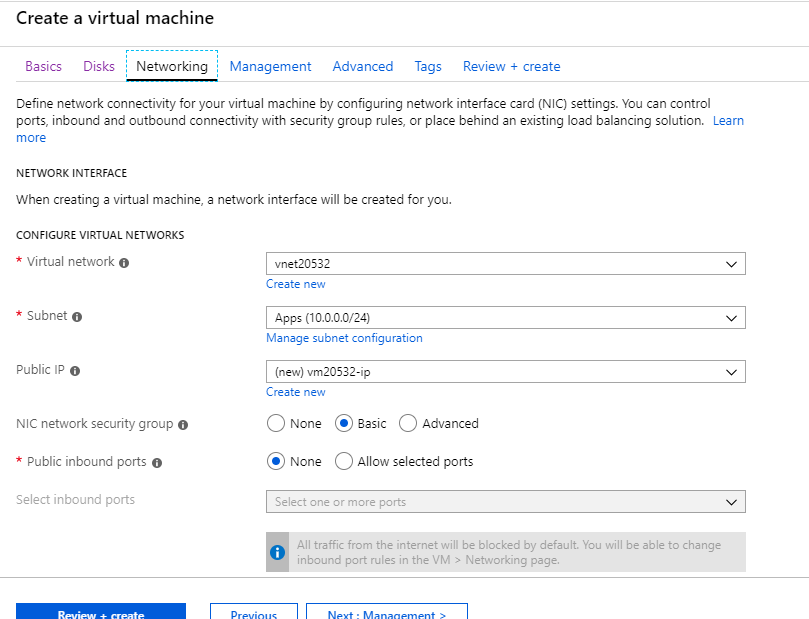 Create a virtual machine
Basics Disks Networking Management Advanced Tags Review + create
Define network connectivity for your virtual machine by configuring network interface card (NIC) settings. You can control
ports, inbound and outbound connectivity with security group rules, or place behind an existing load balancing solution. Learn
more
NETWORK INTERFACE
When creating a virtual machine, a network interface will be created for you.
CONFIGURE VIRTUAL NETWORKS
* Virtual network
vnet20532
Create new
* Subnet
Apps (10.0.0.0/24)
Manage subnet configuration
Public IP
(new) vm20532-ip
Create new
NIC network security group
None Basic Advanced
* Public inbound ports
None Allow selected ports
Select inbound ports
Select one or more ports
All traffic from the internet will be blocked by default. You will be able to change
inbound port rules in the VM > Networking page.
Review + create Previous Next : Management >